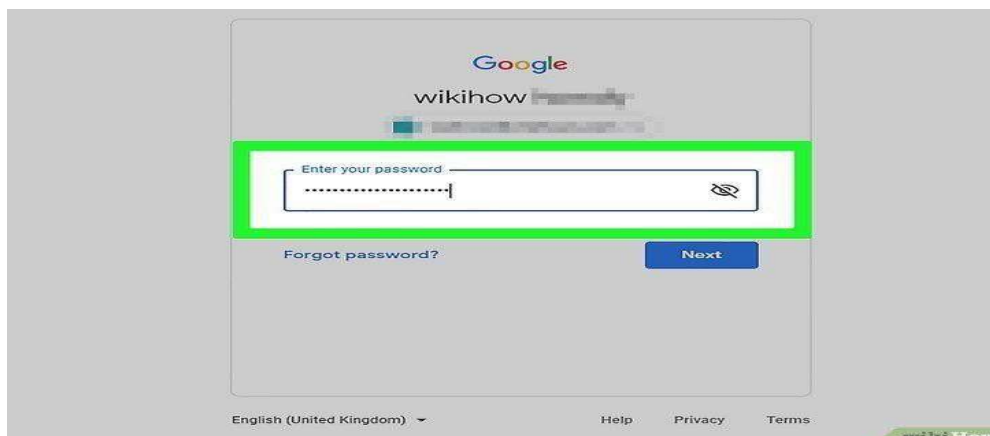 Google
wikihow
Enter your password
Forgot password?
Next
English (United Kingdom)
Help
Privacy
Terms